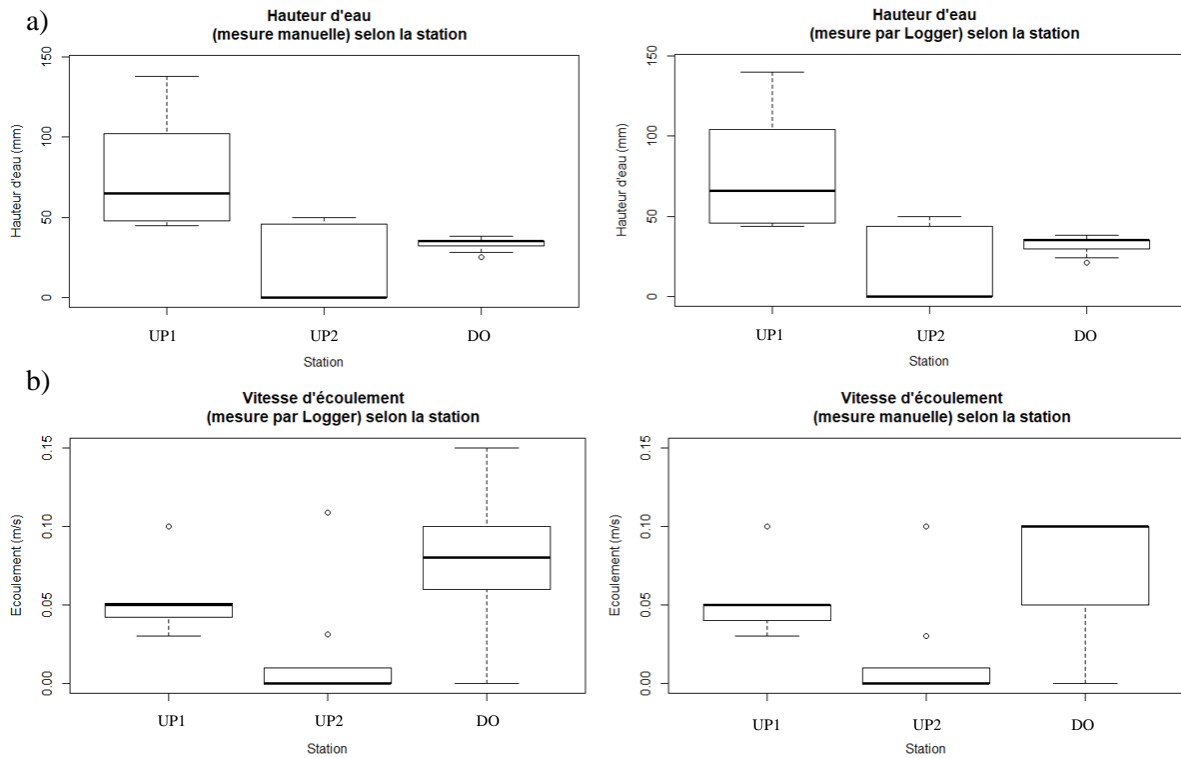 a)
Hauteur d'eau
(mesure manuelle) selon la station
Hauteur d'eau (mm)
150
100
50
0
UP1 UP2 DO
Station
Hauteur d'eau
(mesure par Logger) selon la station
Hauteur d'eau (mm)
150
100
50
0
UP1 UP2 DO
Station
b)
Vitesse d'écoulement
(mesure par Logger) selon la station
Ecoulement (m/s)
0.15
0.10
0.05
0.00
UP1 UP2 DO
Station
Vitesse d'écoulement
(mesure manuelle) selon la station
Ecoulement (m/s)
0.15
0.10
0.05
0.00
UP1 UP2 DO
Station